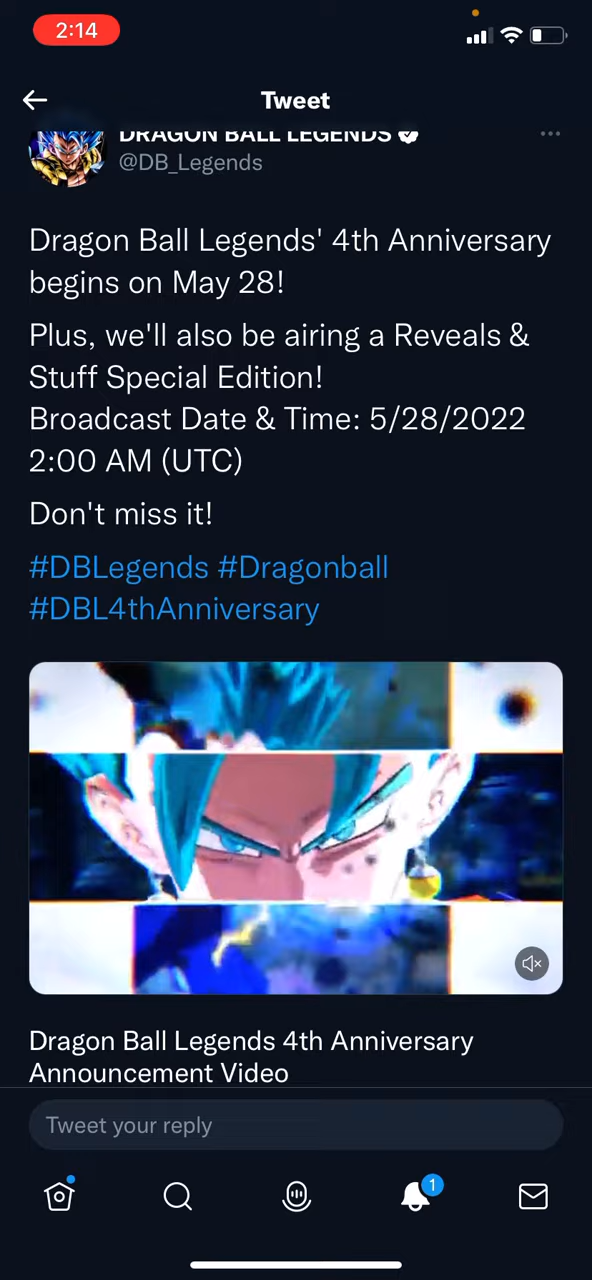 2:14
Tweet
DRAGON BALL LEGENDS
@DB_Legends
Dragon Ball Legends' 4th Anniversary
begins on May 28!
Plus, we'll also be airing a Reveals &
Stuff Special Edition!
Broadcast Date & Time: 5/28/2022
2:00 AM (UTC)
Don't miss it!
#DBLegends #Dragonball
#DBL4thAnniversary
Dragon Ball Legends 4th Anniversary
Announcement Video
Tweet your reply
1